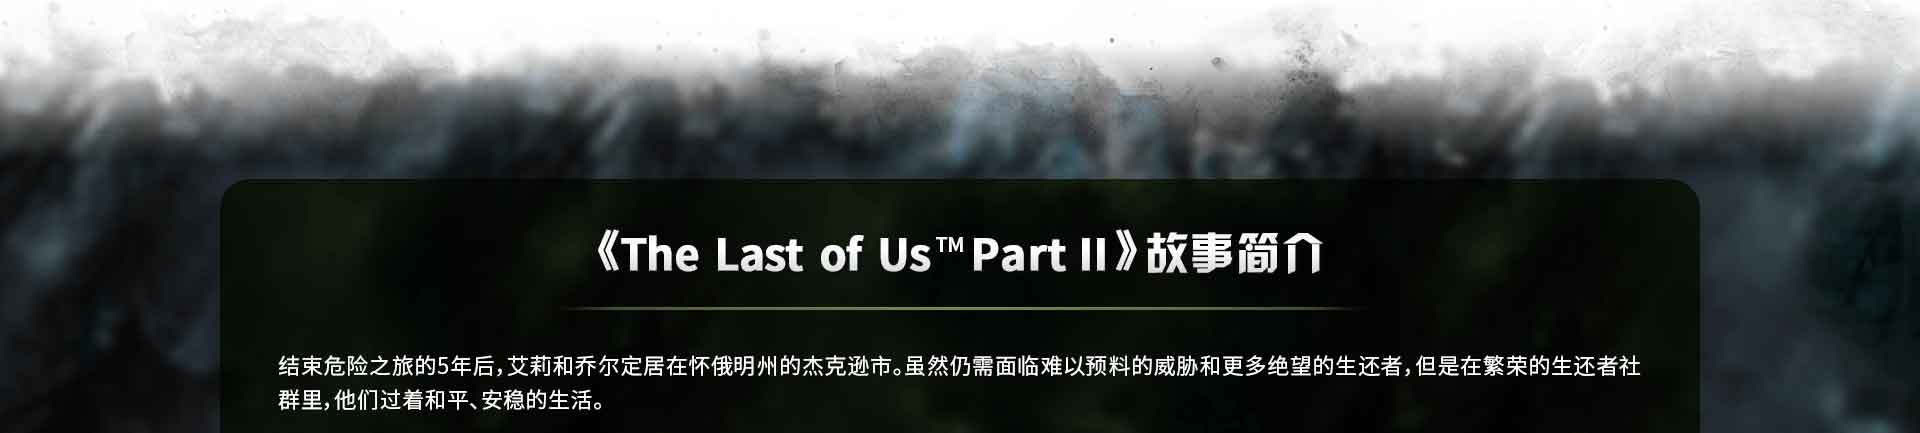 《The Last of Us™ Part II》故事简介
结束危险之旅的5年后，艾莉和乔尔定居在怀俄明州的杰克逊市。虽然仍需面临难以预料的威胁和更多绝望的生还者，但是在繁荣的生还者社
群里，他们过着和平、安稳的生活。